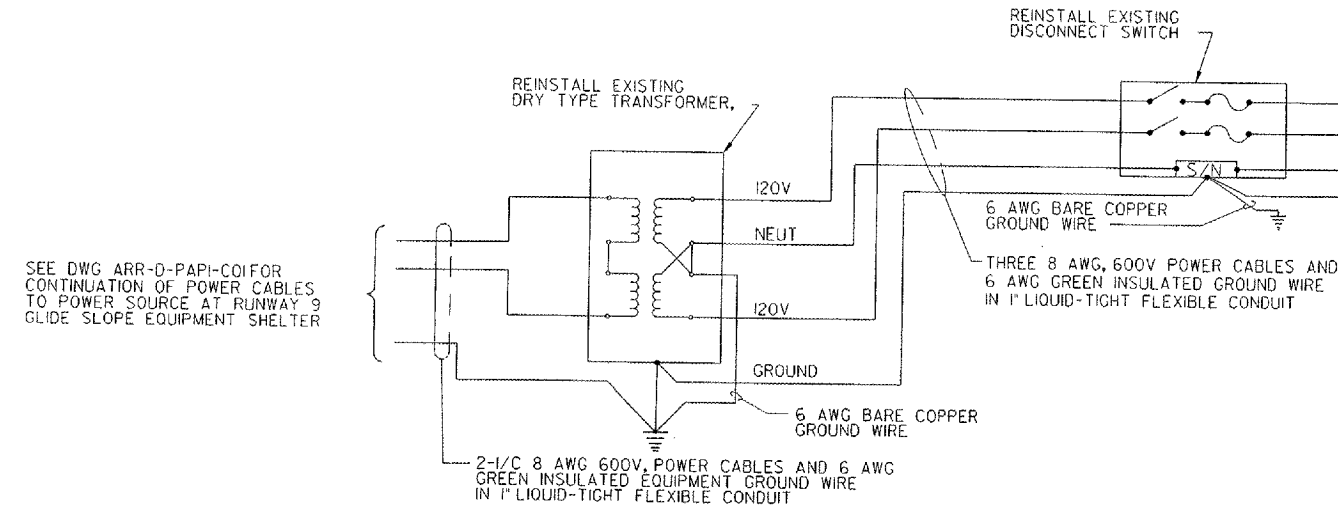 REINSTALL EXISTING
DISCONNECT SWITCH
REINSTALL EXISTING
DRY TYPE TRANSFORMER,
120V
S/N
6 AWG BARE COPPER
GROUND WIRE
NEUT
SEE DWG ARR-D-PAPI-C01FOR
CONTINUATION OF POWER CABLES
TO POWER SOURCE AT RUNWAY 9
GLIDE SLOPE EQUIPMENT SHELTER
THREE 8 AWG, 600V POWER CABLES AND
6 AWG GREEN INSULATED GROUND WIRE
IN 1" LIQUID-TIGHT FLEXIBLE CONDUIT
120V
GROUND
6 AWG BARE COPPER
GROUND WIRE
2-1/C 8 AWG 600V, POWER CABLES AND 6 AWG
GREEN INSULATED EQUIPMENT GROUND WIRE
IN 1" LIQUID-TIGHT FLEXIBLE CONDUIT